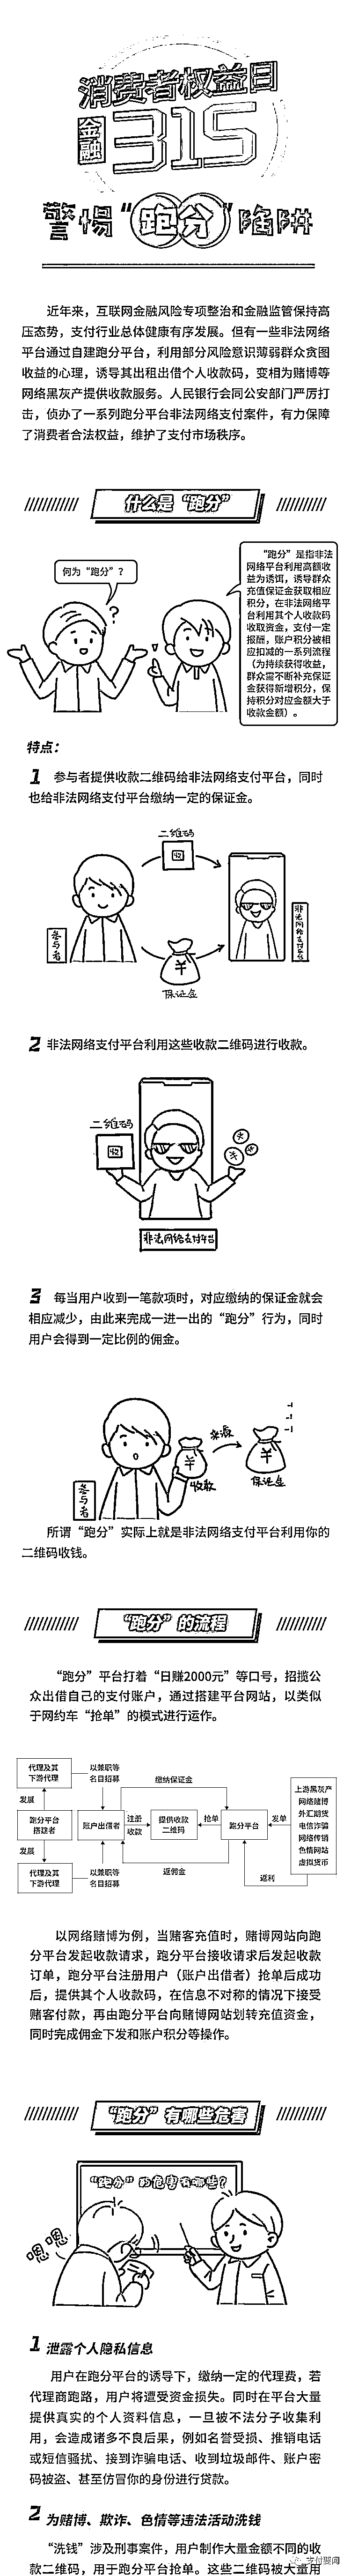 消费者权益日
金融
315
警惕“跑分”陷阱
近年来，互联网金融风险专项整治和金融监管保持高
压态势，支付行业总体健康有序发展。但有一些非法网络
平台通过自建跑分平台，利用部分风险意识薄弱群众贪图
收益的心理，诱导其出租出借个人收款码，变相为赌博等
网络黑灰产提供收款服务。人民银行会同公安部门严厉打
击，侦办了一系列跑分平台非法网络支付案件，有力保障
了消费者合法权益，维护了支付市场秩序。
什么是“跑分”
何为“跑分”？
“跑分”是指非法
网络平台利用高额收
益为诱饵，诱导群众
充值保证金获取相应
积分，在非法网络平
台利用其个人收款码
收取资金，支付一定
报酬，账户积分被相
应扣减的一系列流程
（为持续获得收益，
群众需不断补充保证
金获得新增积分，保
持积分对应金额大于
收款金额）。
特点：
1 参与者提供收款二维码给非法网络支付平台，同时
也给非法网络支付平台缴纳一定的保证金。
二维码
收
参与者
非法网络支付平台
¥
保证金
2 非法网络支付平台利用这些收款二维码进行收款。
二维码
收
非法网络支付平台
3 每当用户收到一笔款项时，对应缴纳的保证金就会
相应减少，由此来完成一进一出的“跑分”行为，同时
用户会得到一定比例的佣金。
参与者
¥
收款
来源
¥
保证金
所谓“跑分”实际上就是非法网络支付平台利用你的
二维码收钱。
“跑分”的流程
“跑分”平台打着“日赚2000元”等口号，招揽公
众出借自己的支付账户，通过搭建平台网站，以类似
于网约车“抢单”的模式进行运作。
代理及其
下游代理
以兼职等
名目招募
缴纳保证金
发展
跑分平台
搭建者
账户出借者
注册
收款
提供收款
二维码
抢单
跑分平台
发单
上游黑灰产
网络赌博
外汇期货
电信诈骗
网络传销
色情网站
虚拟货币
发展
代理及其
下游代理
以兼职等
名目招募
返佣金
返利
以网络赌博为例，当赌客充值时，赌博网站向跑
分平台发起收款请求，跑分平台接收请求后发起收款
订单，跑分平台注册用户（账户出借者）抢单后成功
后，提供其个人收款码，在信息不对称的情况下接受
赌客付款，再由跑分平台向赌博网站划转充值资金，
同时完成佣金下发和账户积分等操作。
“跑分”有哪些危害
“跑分”的危害有哪些？
嗯嗯
1 泄露个人隐私信息
用户在跑分平台的诱导下，缴纳一定的代理费，若
代理商跑路，用户将遭受资金损失。同时在平台大量
提供真实的个人资料信息，一旦被不法分子收集利
用，会造成诸多不良后果，例如名誉受损、推销电话
或短信骚扰、接到诈骗电话、收到垃圾邮件、账户密
码被盗、甚至仿冒你的身份进行贷款。
2 为赌博、欺诈、色情等违法活动洗钱
“洗钱”涉及刑事案件，用户制作大量金额不同的收
款二维码，用于跑分平台抢单。这些二维码被大量用
支付要闻